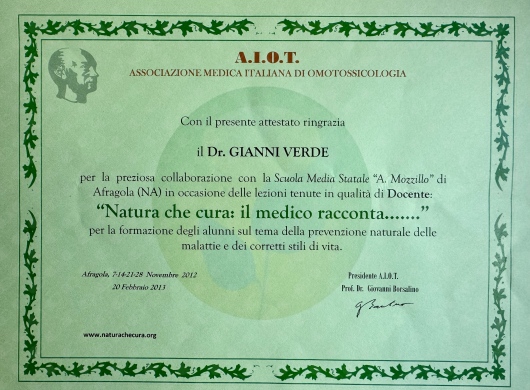 A.I.O.T.
ASSOCIAZIONE MEDICA ITALIANA DI OMOTOSSICOLOGIA
Con il presente attestato ringrazia
il Dr. GIANNI VERDE
per la preziosa collaborazione con la Scuola Media Statale “A. Mozzillo” di
Afragola (NA) in occasione delle lezioni tenute in qualità di Docente:
“Natura che cura: il medico racconta.......”
per la formazione degli alunni sul tema della prevenzione naturale delle
malattie e dei corretti stili di vita.
Afragola, 7-14-21-28 Novembre 2012
20 Febbraio 2013
Presidente A.I.O.T.
Prof. Dr. Giovanni Borsalino
www.naturachecura.org